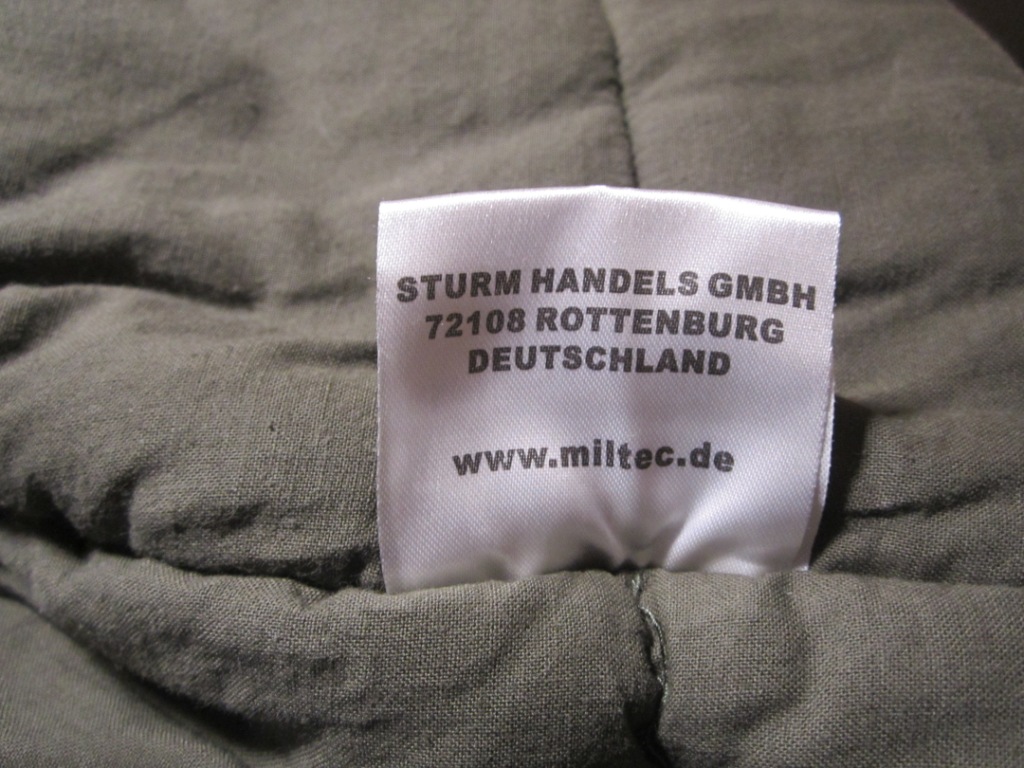 STURM HANDELS GMBH
72108 ROTTENBURG
DEUTSCHLAND
www.miltec.de